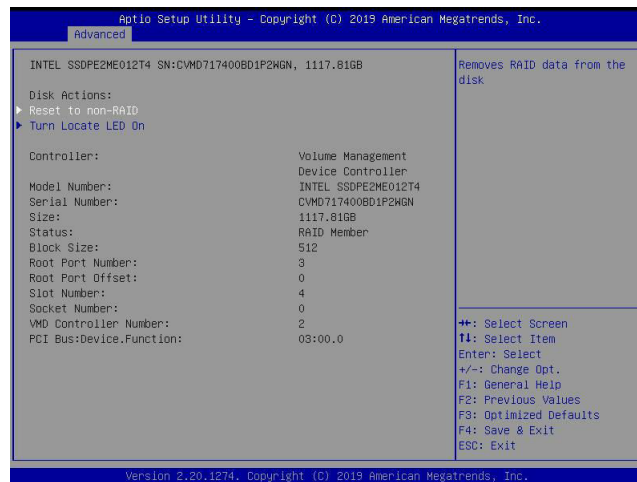 Aptio Setup Utility - Copyright (C) 2019 American Megatrends, Inc.
Advanced
INTEL SSDPE2ME012T4 SN:CVMD717400BD1P2WGN, 1117.81GB
Disk Actions:
Reset to non-RAID
Turn Locate LED On
Controller: Volume Management
Device Controller
Model Number: INTEL SSDPE2ME012T4
Serial Number: CVMD717400BD1P2WGN
Size: 1117.81GB
Status: RAID Member
Block Size: 512
Root Port Number: 3
Root Port Offset: 0
Slot Number: 4
Socket Number: 0
VMD Controller Number: 2
PCI Bus:Device.Function: 03:00.0
Removes RAID data from the
disk
→←: Select Screen
↑↓: Select Item
Enter: Select
+/-: Change Opt.
F1: General Help
F2: Previous Values
F3: Optimized Defaults
F4: Save & Exit
ESC: Exit
Version 2.20.1274. Copyright (C) 2019 American Megatrends, Inc.